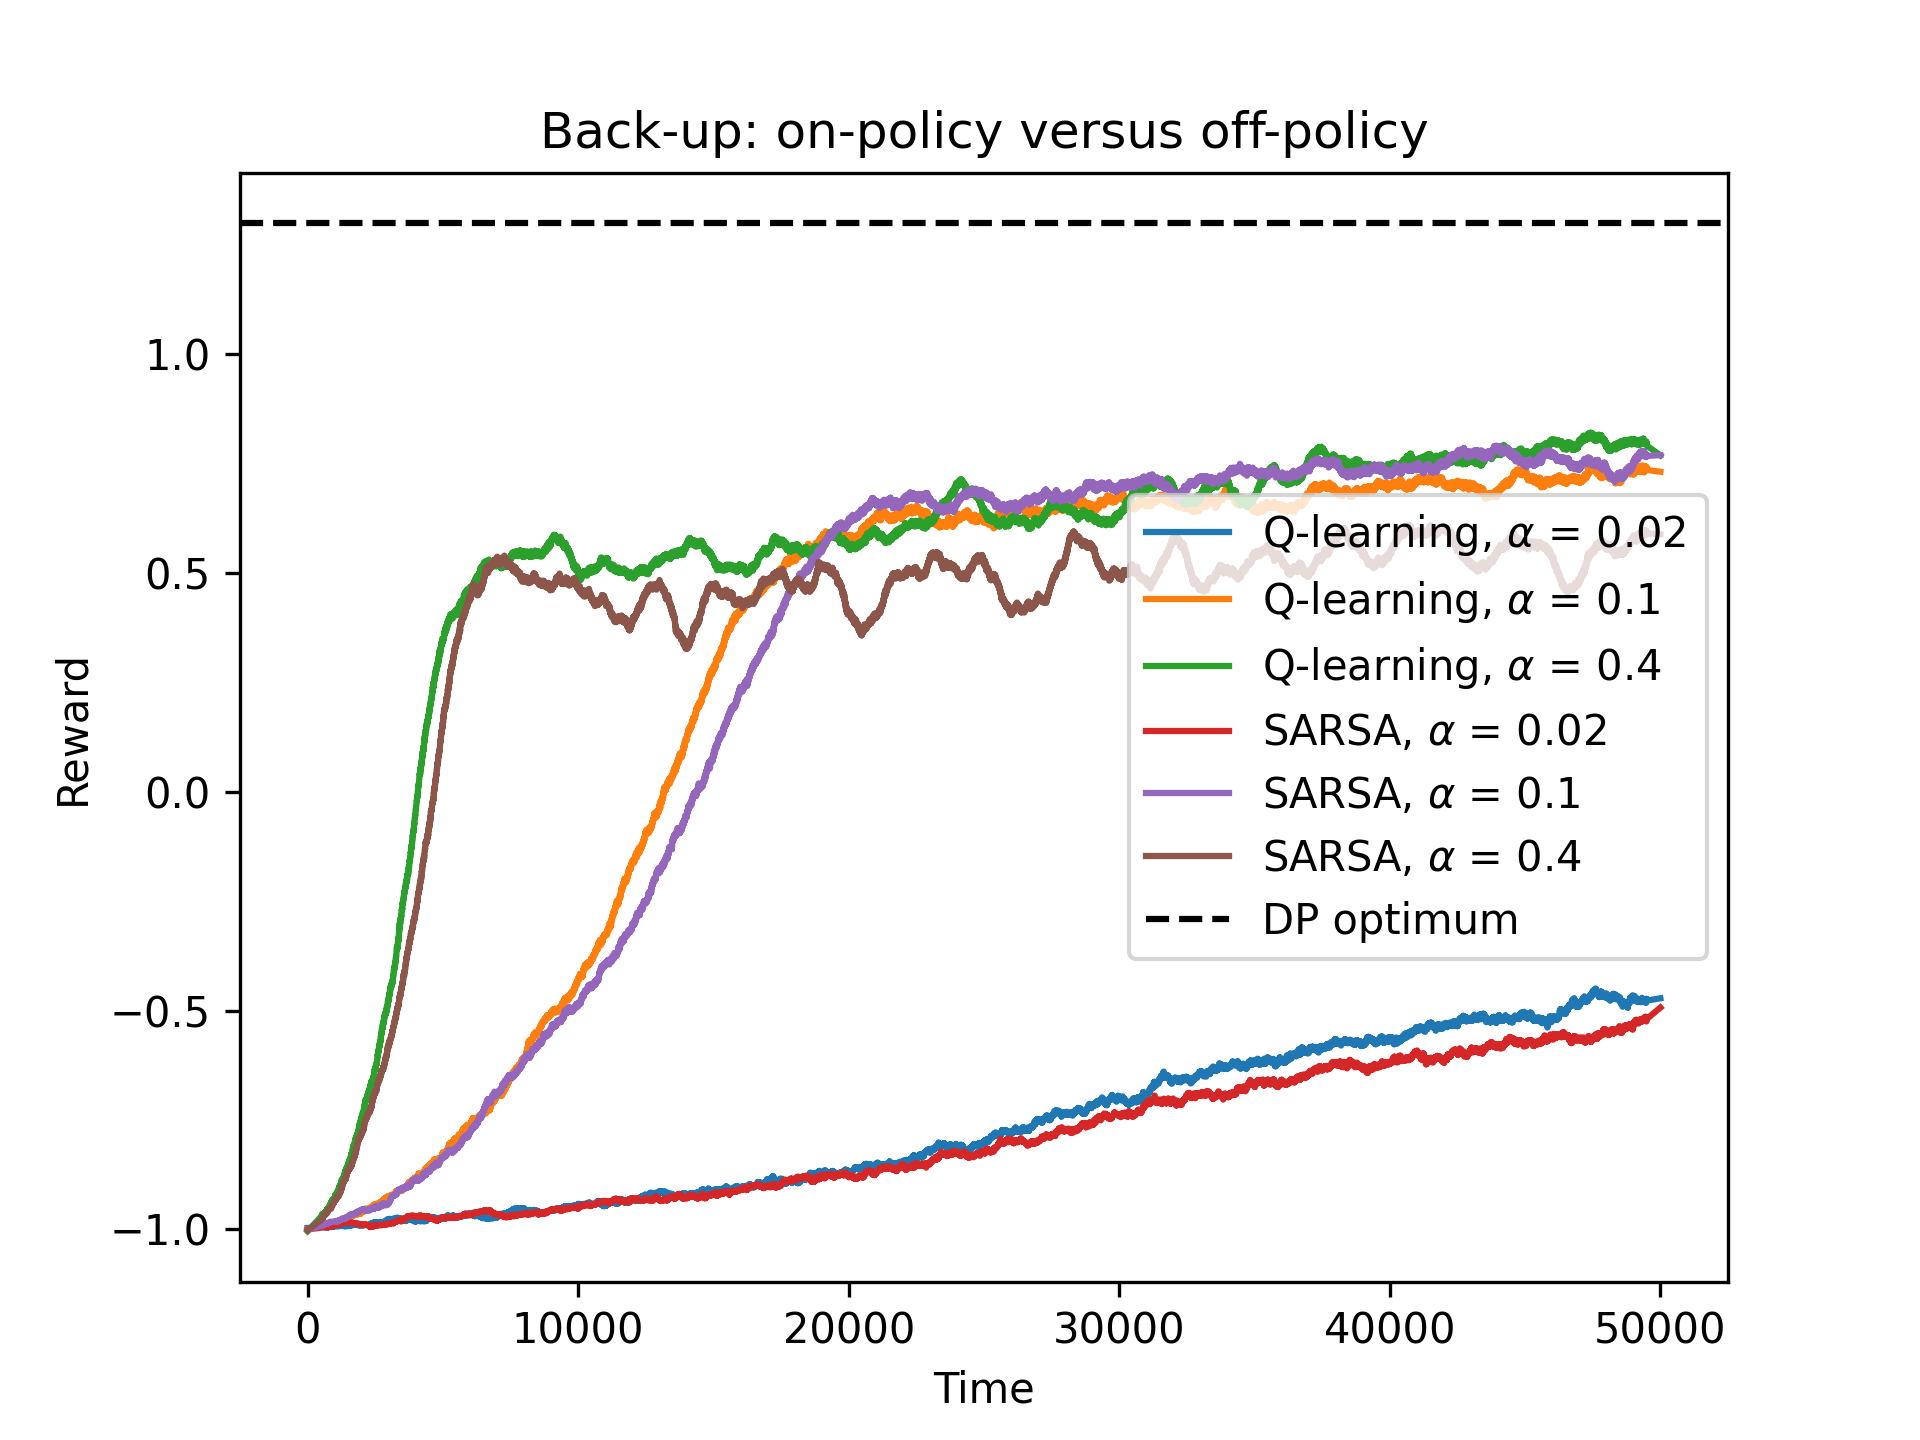 Back-up: on-policy versus off-policy
Reward
1.0
0.5
0.0
−0.5
−1.0
Q-learning, α = 0.02
Q-learning, α = 0.1
Q-learning, α = 0.4
SARSA, α = 0.02
SARSA, α = 0.1
SARSA, α = 0.4
DP optimum
0 10000 20000 30000 40000 50000
Time